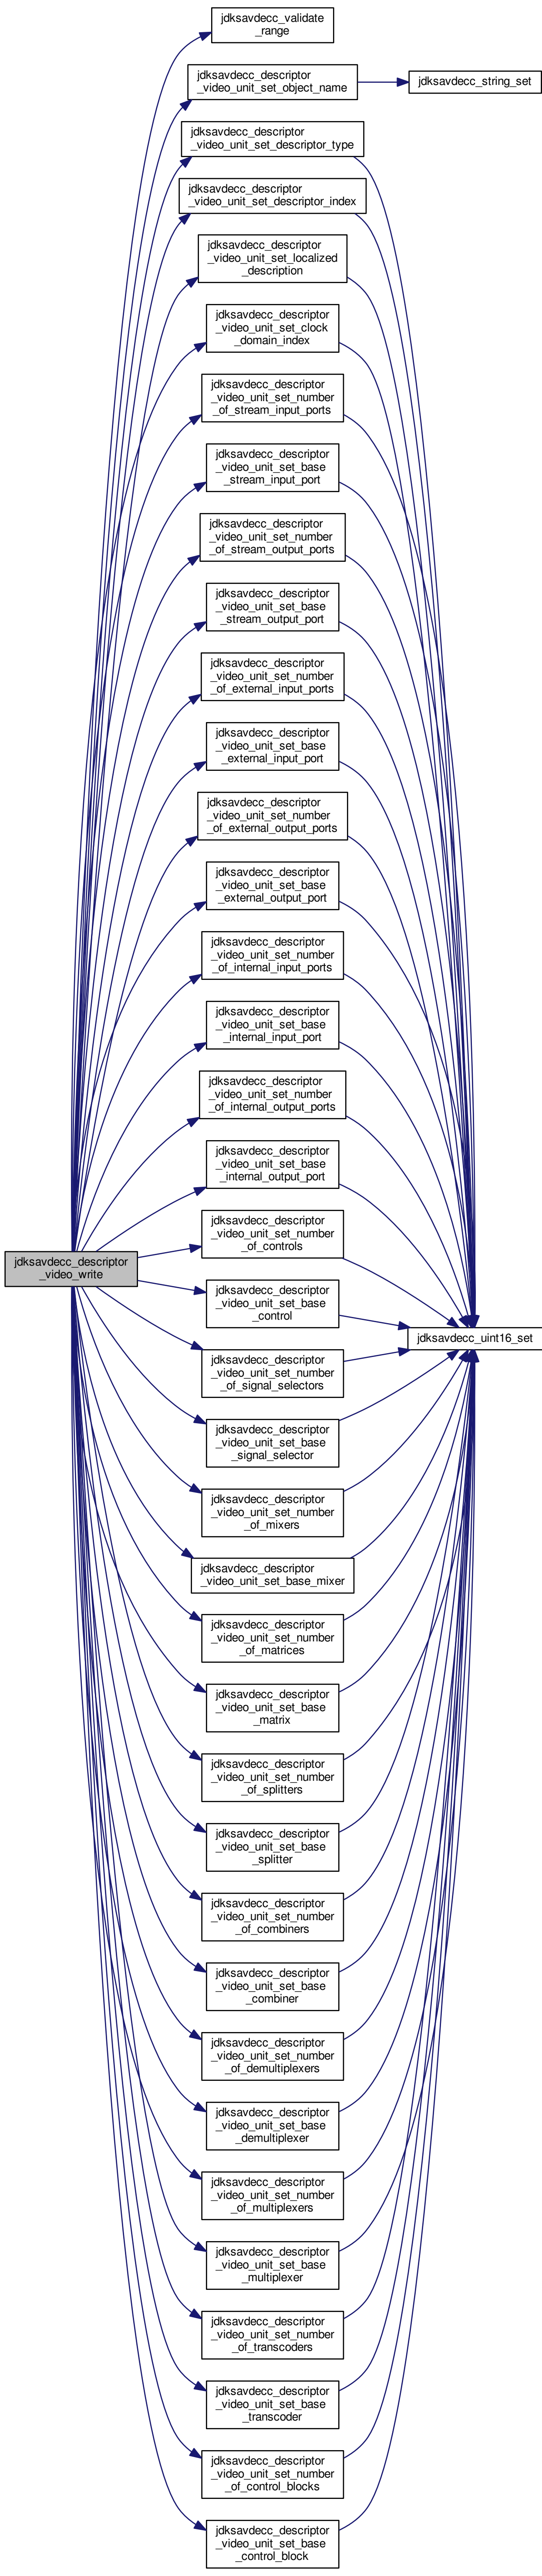 jdksavdecc_validate
_range
jdksavdecc_descriptor
_video_unit_set_object_name
jdksavdecc_string_set
jdksavdecc_descriptor
_video_unit_set_descriptor_type
jdksavdecc_descriptor
_video_unit_set_descriptor_index
jdksavdecc_descriptor
_video_unit_set_localized
_description
jdksavdecc_descriptor
_video_unit_set_clock
_domain_index
jdksavdecc_descriptor
_video_unit_set_number
_of_stream_input_ports
jdksavdecc_descriptor
_video_unit_set_base
_stream_input_port
jdksavdecc_descriptor
_video_unit_set_number
_of_stream_output_ports
jdksavdecc_descriptor
_video_unit_set_base
_stream_output_port
jdksavdecc_descriptor
_video_unit_set_number
_of_external_input_ports
jdksavdecc_descriptor
_video_unit_set_base
_external_input_port
jdksavdecc_descriptor
_video_unit_set_number
_of_external_output_ports
jdksavdecc_descriptor
_video_unit_set_base
_external_output_port
jdksavdecc_descriptor
_video_unit_set_number
_of_internal_input_ports
jdksavdecc_descriptor
_video_unit_set_base
_internal_input_port
jdksavdecc_descriptor
_video_unit_set_number
_of_internal_output_ports
jdksavdecc_descriptor
_video_unit_set_base
_internal_output_port
jdksavdecc_descriptor
_video_unit_set_number
_of_controls
jdksavdecc_descriptor
_video_write
jdksavdecc_descriptor
_video_unit_set_base
_control
jdksavdecc_uint16_set
jdksavdecc_descriptor
_video_unit_set_number
_of_signal_selectors
jdksavdecc_descriptor
_video_unit_set_base
_signal_selector
jdksavdecc_descriptor
_video_unit_set_number
_of_mixers
jdksavdecc_descriptor
_video_unit_set_base_mixer
jdksavdecc_descriptor
_video_unit_set_number
_of_matrices
jdksavdecc_descriptor
_video_unit_set_base
_matrix
jdksavdecc_descriptor
_video_unit_set_number
_of_splitters
jdksavdecc_descriptor
_video_unit_set_base
_splitter
jdksavdecc_descriptor
_video_unit_set_number
_of_combiners
jdksavdecc_descriptor
_video_unit_set_base
_combiner
jdksavdecc_descriptor
_video_unit_set_number
_of_demultiplexers
jdksavdecc_descriptor
_video_unit_set_base
_demultiplexer
jdksavdecc_descriptor
_video_unit_set_number
_of_multiplexers
jdksavdecc_descriptor
_video_unit_set_base
_multiplexer
jdksavdecc_descriptor
_video_unit_set_number
_of_transcoders
jdksavdecc_descriptor
_video_unit_set_base
_transcoder
jdksavdecc_descriptor
_video_unit_set_number
_of_control_blocks
jdksavdecc_descriptor
_video_unit_set_base
_control_block